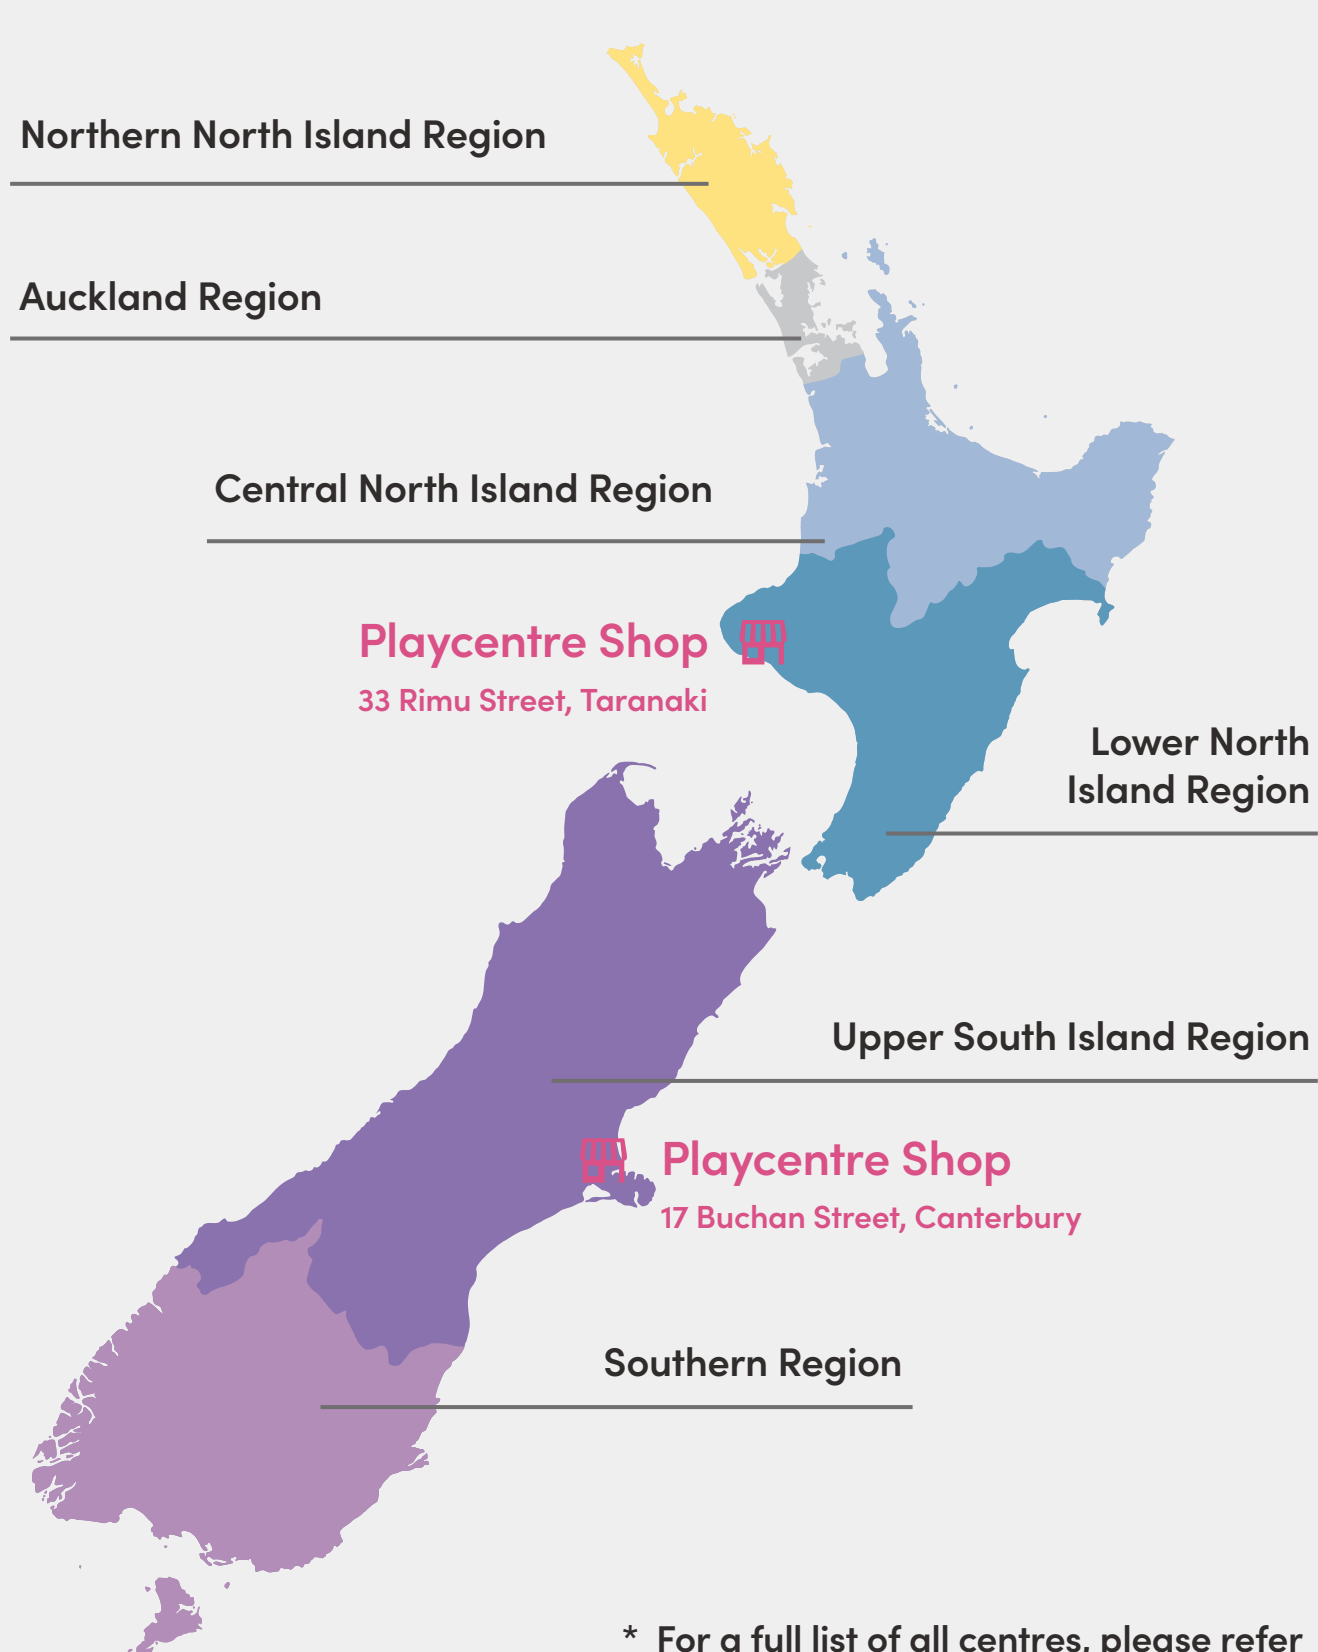 Northern North Island Region
Auckland Region
Central North Island Region
Playcentre Shop
33 Rimu Street, Taranaki
Lower North
Island Region
Upper South Island Region
Playcentre Shop
17 Buchan Street, Canterbury
Southern Region
* For a full list of all centres, please refer